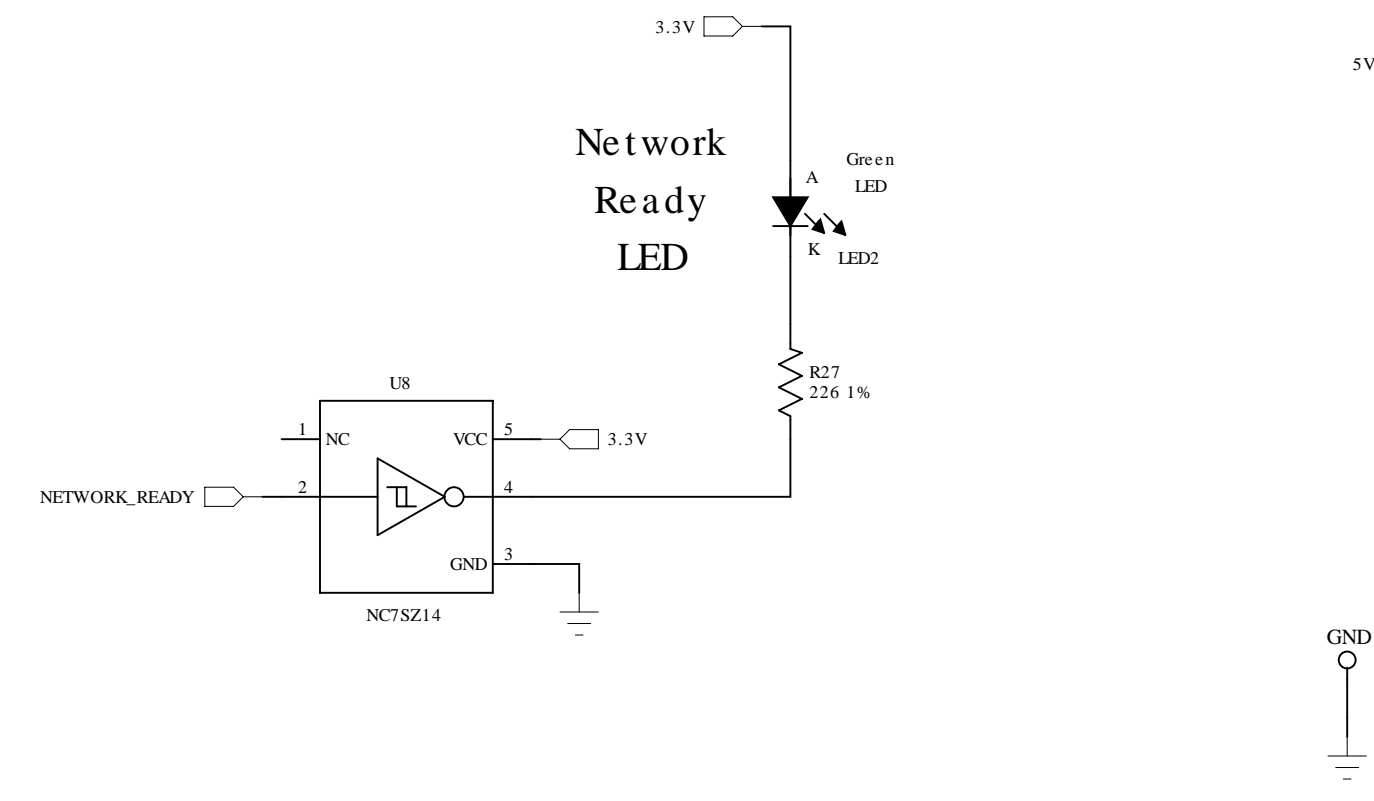 3.3V
5V
Network
Ready
LED
Green
LED
A
K
LED2
R27
226 1%
U8
1
NC
VCC
5
3.3V
NETWORK_READY
2
4
GND
3
NC7SZ14
GND